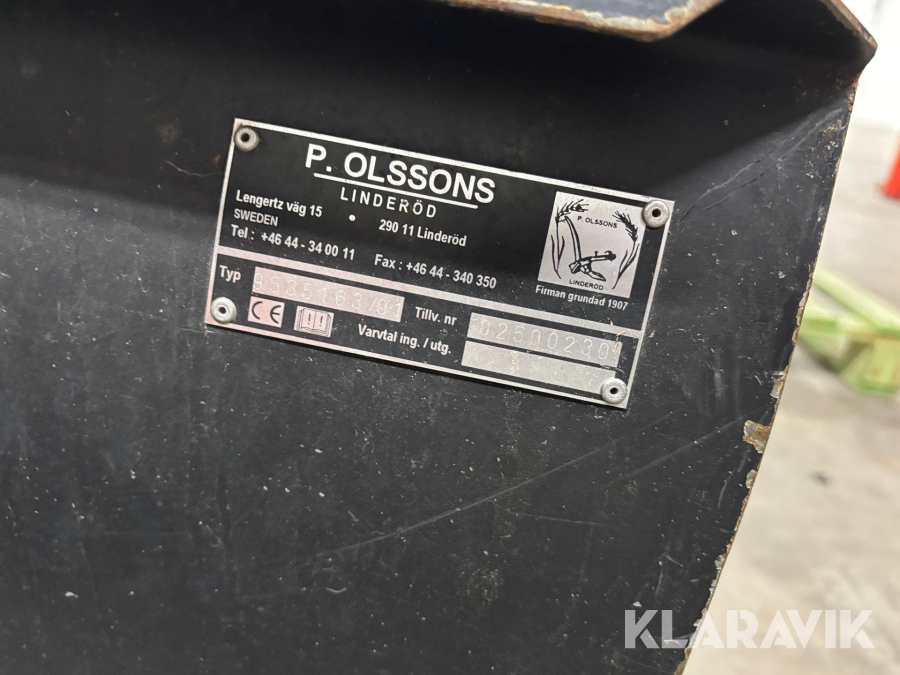 P. OLSSONS
LINDERÖD
Lengertz väg 15 • 290 11 Linderöd
SWEDEN
Tel : +46 44 - 34 00 11 Fax : +46 44 - 340 350
P. OLSSONS
LINDERÖD
Firman grundad 1907
Typ Tillv. nr
CE
Varvtal ing. / utg.
KLARAVIK